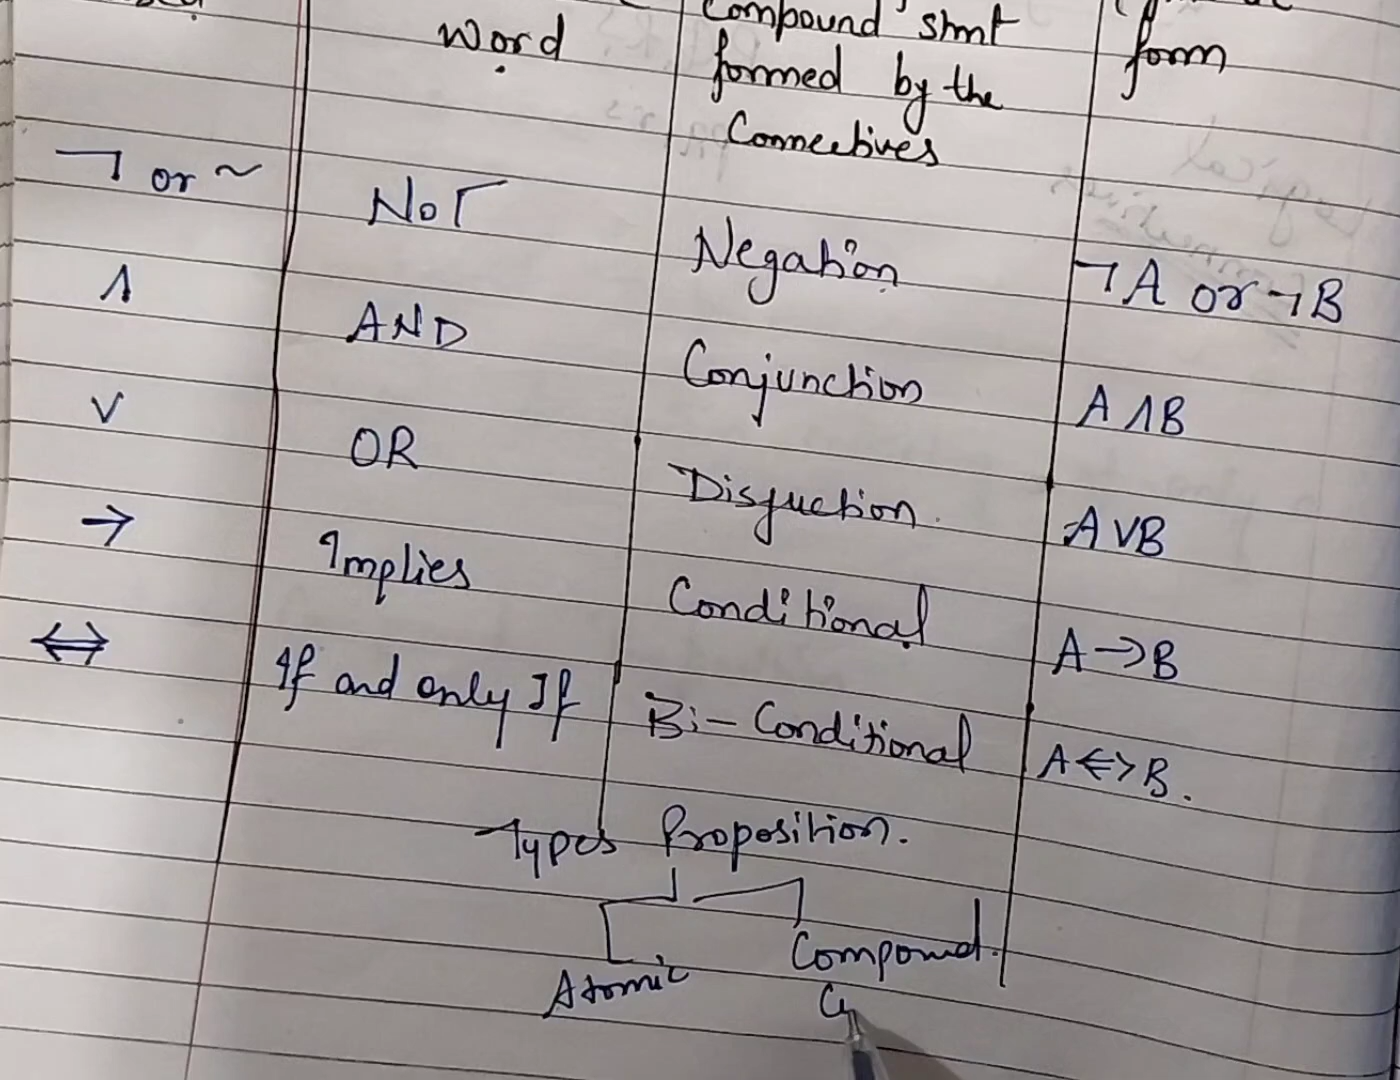 word
Compound stmt
formed by the
Connectives
form
¬ or ~ NOT Negation ¬A or ¬B
∧ AND Conjunction A∧B
∨ OR Disjuction. A∨B
→ Implies Conditional A→B
⇔ If and only If Bi-Conditional A<=>B.
Types Proposition.
Atomic Compound.